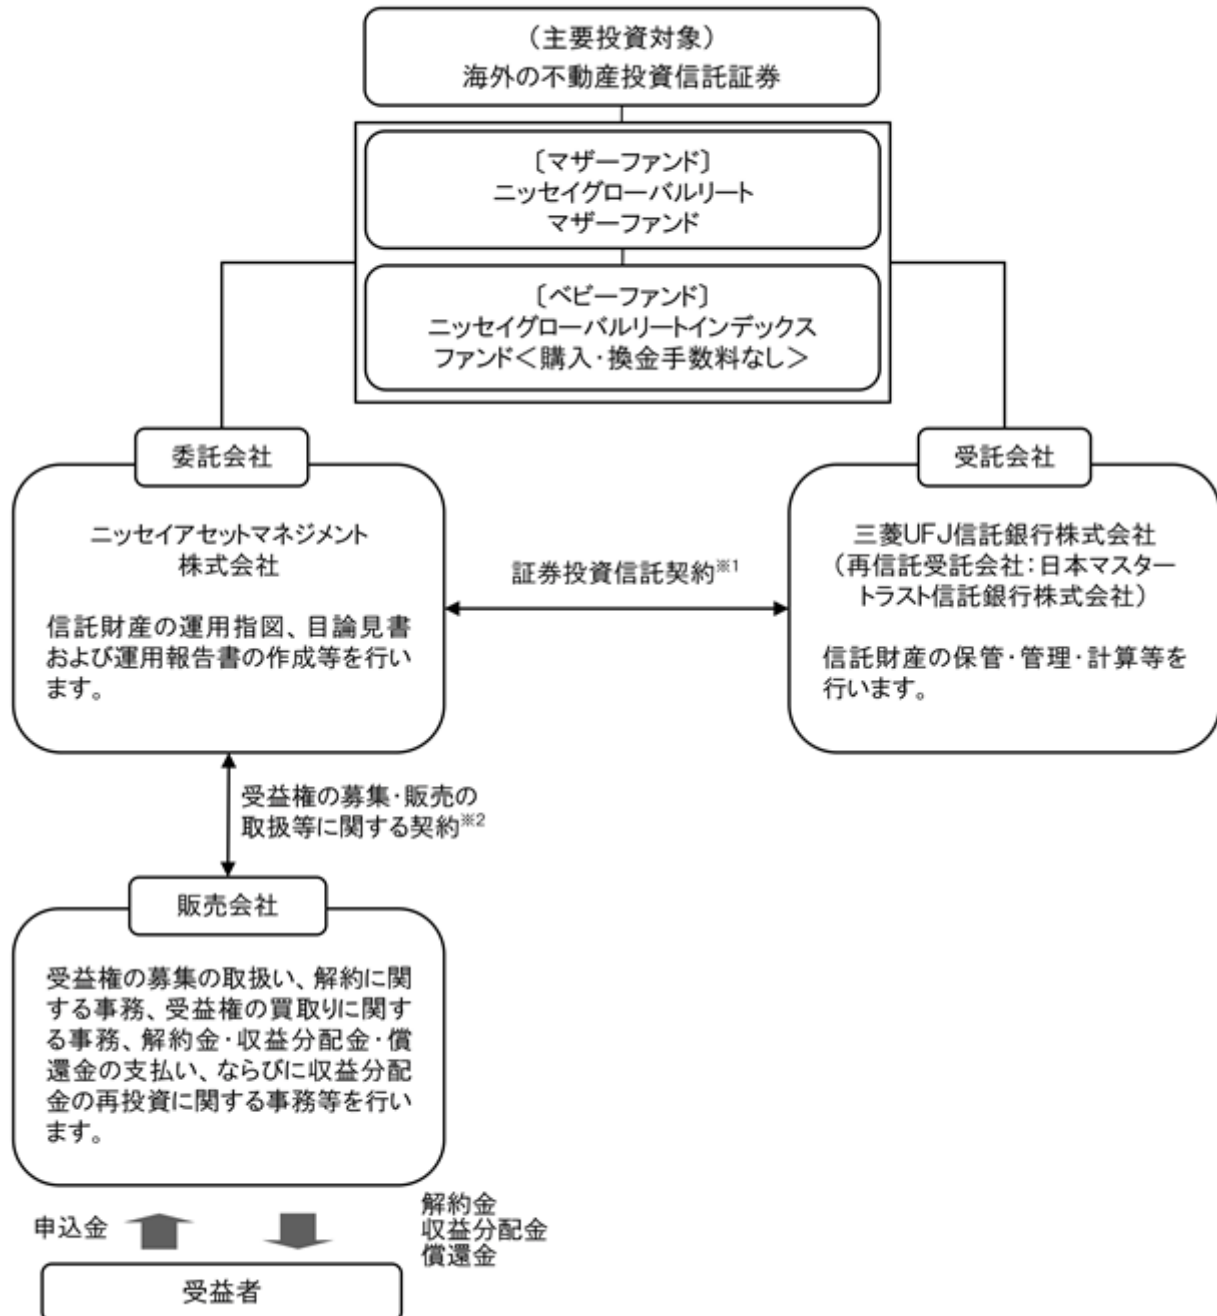 （主要投資対象）
海外の不動産投資信託証券
〔マザーファンド〕
ニッセイグローバルリート
マザーファンド
〔ベビーファンド〕
ニッセイグローバルリートインデックス
ファンド＜購入・換金手数料なし＞
委託会社
ニッセイアセットマネジメント
株式会社
信託財産の運用指図、目論見書
および運用報告書の作成等を行い
ます。
証券投資信託契約※1
受託会社
三菱UFJ信託銀行株式会社
（再信託受託会社：日本マスター
トラスト信託銀行株式会社）
信託財産の保管・管理・計算等を
行います。
受益権の募集・販売の
取扱等に関する契約※2
販売会社
受益権の募集の取扱い、解約に関
する事務、受益権の買取りに関す
る事務、解約金・収益分配金・償
還金の支払い、ならびに収益分配
金の再投資に関する事務等を行い
ます。
申込金
解約金
収益分配金
償還金
受益者